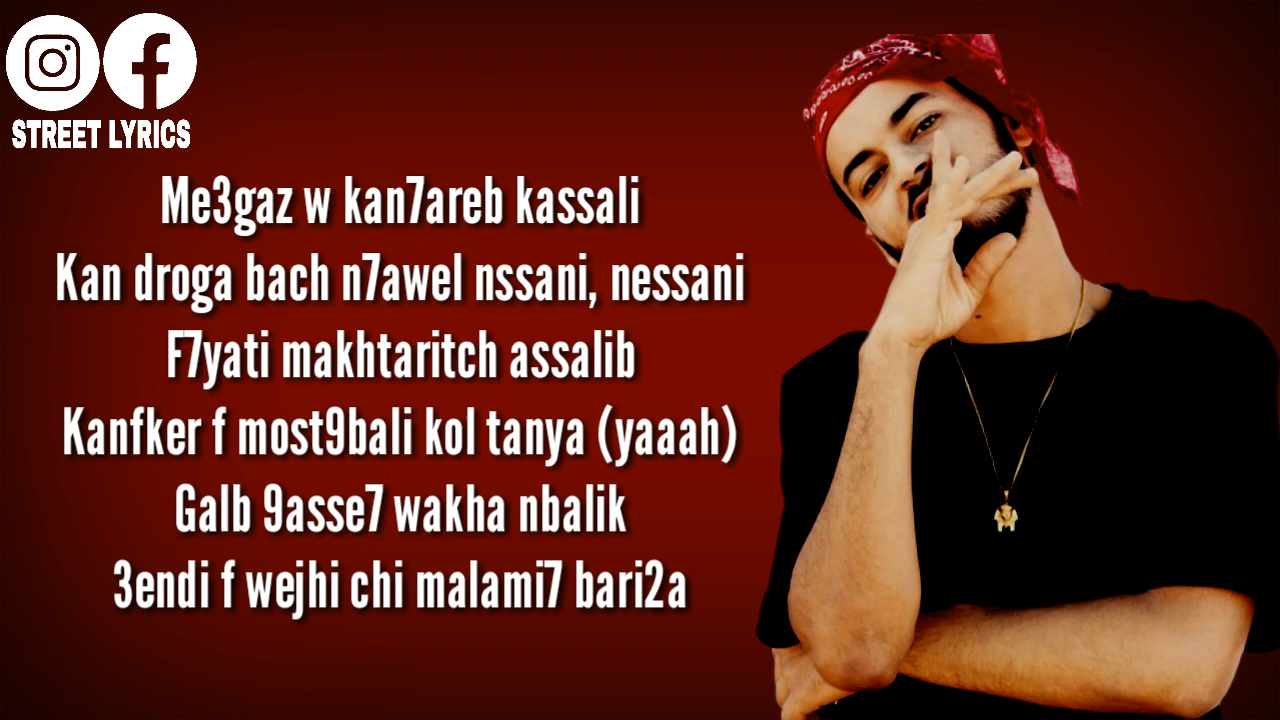 STREET LYRICS
Me3gaz w kan7areb kassali
Kan droga bach n7awel nssani, nessani
F7yati makhtaritch assalib
Kanfker f most9bali kol tanya (yaaah)
Galb 9asse7 wakha nbalik
3endi f wejhi chi malami7 bari2a